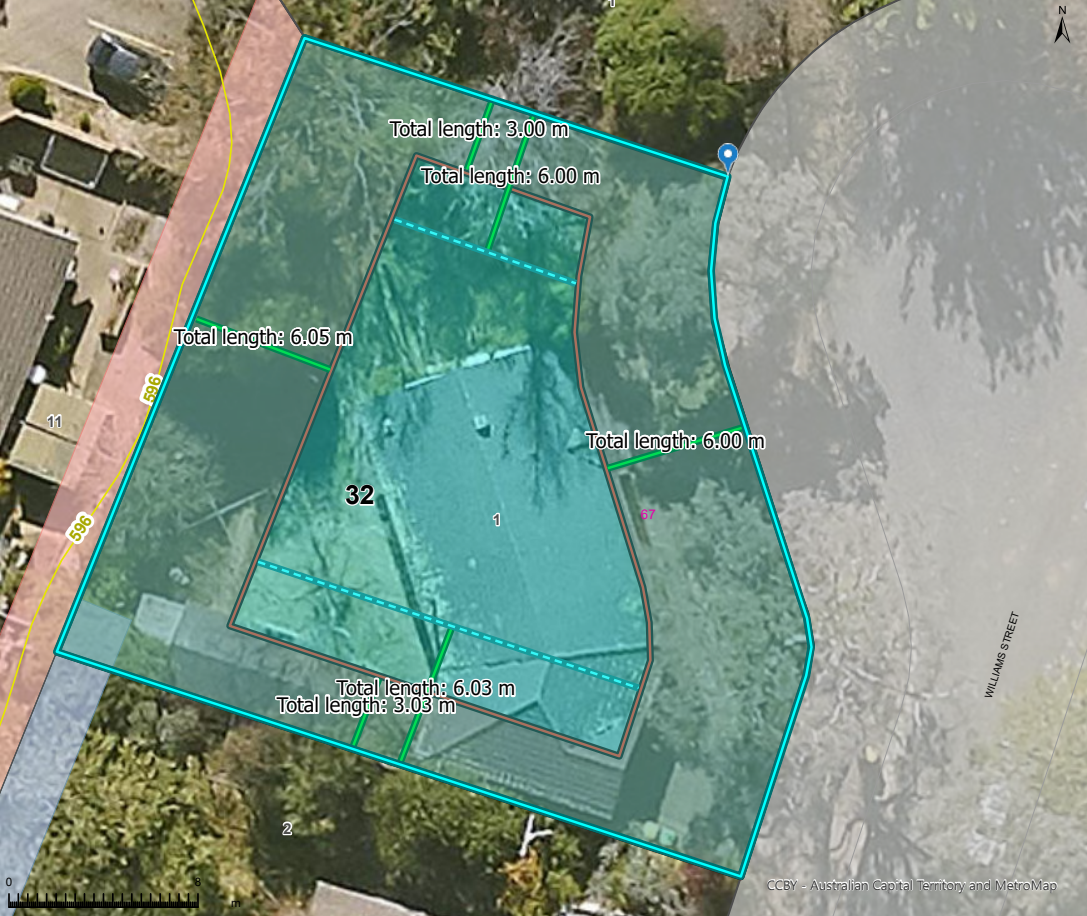 N
Total length: 3.00 m
Total length: 6.00 m
Total length: 6.05 m
596
11
Total length: 6.00 m
32
1
67
596
WILLIAMS STREET
Total length: 6.03 m
Total length: 3.03 m
2
0 8
m
CCBY - Australian Capital Territory and MetroMap